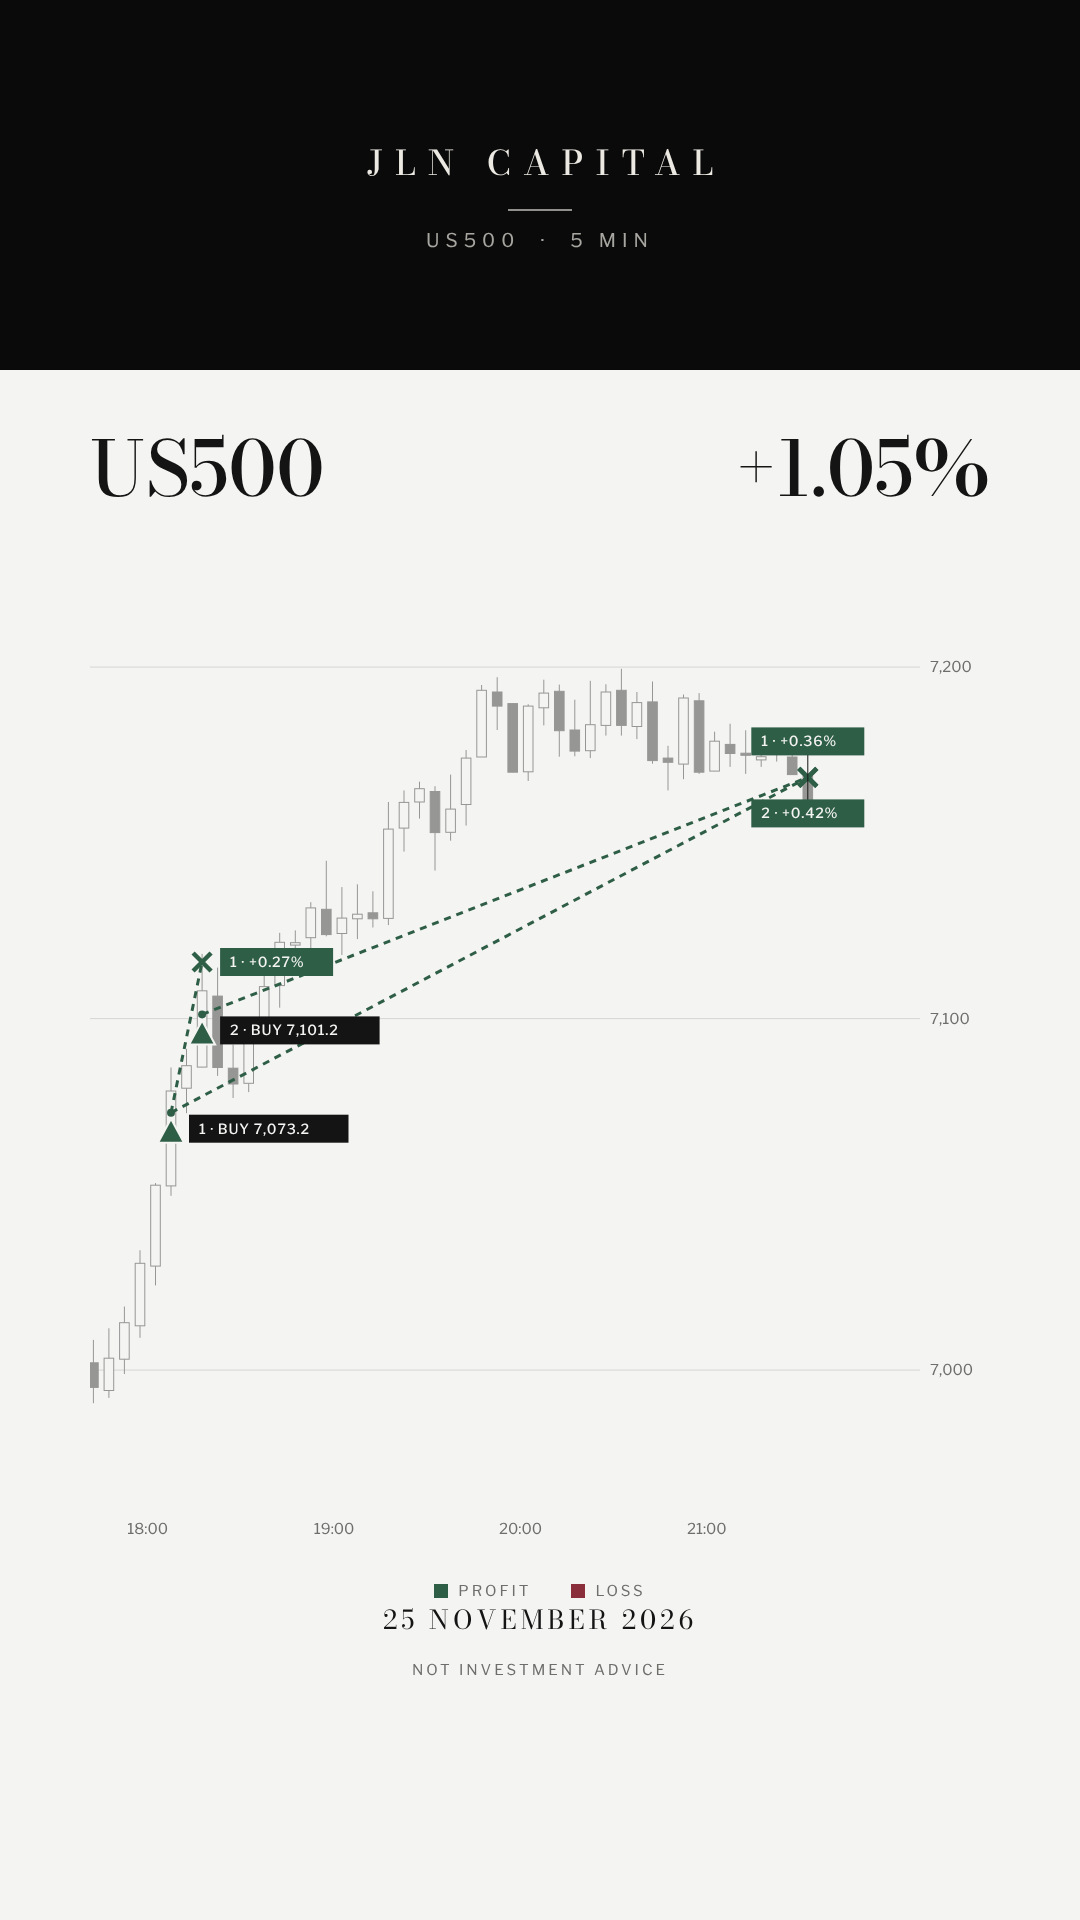 JLN CAPITAL
US500 · 5 MIN
US500
+1.05%
7,200
1 · +0.36%
2 · +0.42%
1 · +0.27%
2 · BUY 7,101.2
7,100
1 · BUY 7,073.2
7,000
18:00 19:00 20:00 21:00
PROFIT LOSS
25 NOVEMBER 2026
NOT INVESTMENT ADVICE